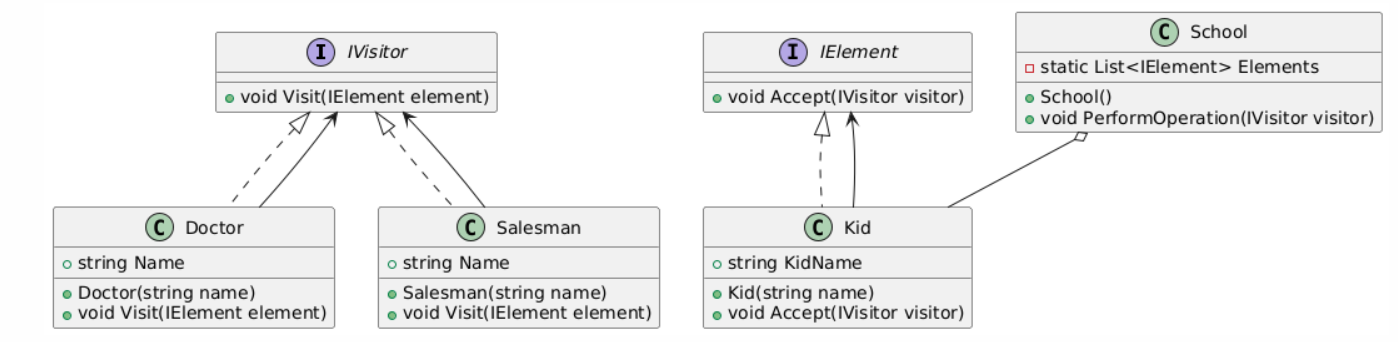 I IVisitor
void Visit(IElement element)
I IElement
void Accept(IVisitor visitor)
C School
static List<IElement> Elements
School()
void PerformOperation(IVisitor visitor)
C Doctor
string Name
Doctor(string name)
void Visit(IElement element)
C Salesman
string Name
Salesman(string name)
void Visit(IElement element)
C Kid
string KidName
Kid(string name)
void Accept(IVisitor visitor)